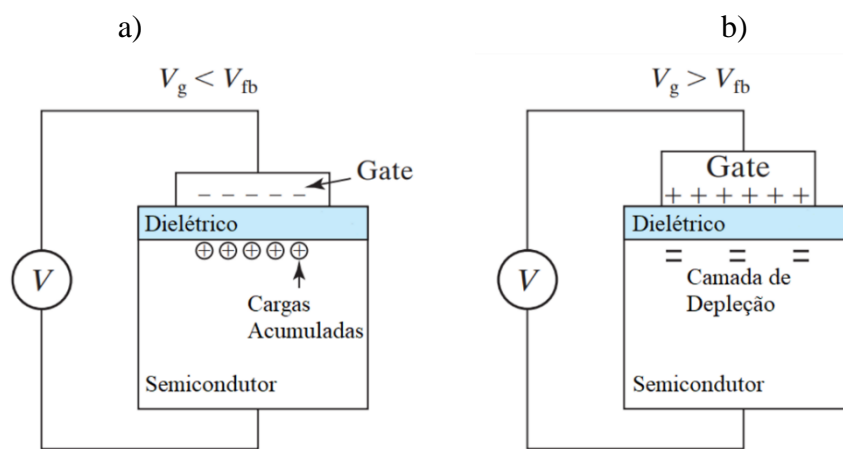 a)
V_g < V_fb
Gate
Dielétrico
V
Cargas
Acumuladas
Semicondutor
b)
V_g > V_fb
Gate
+ + + + + +
Dielétrico
V
Camada de
Depleção
Semicondutor